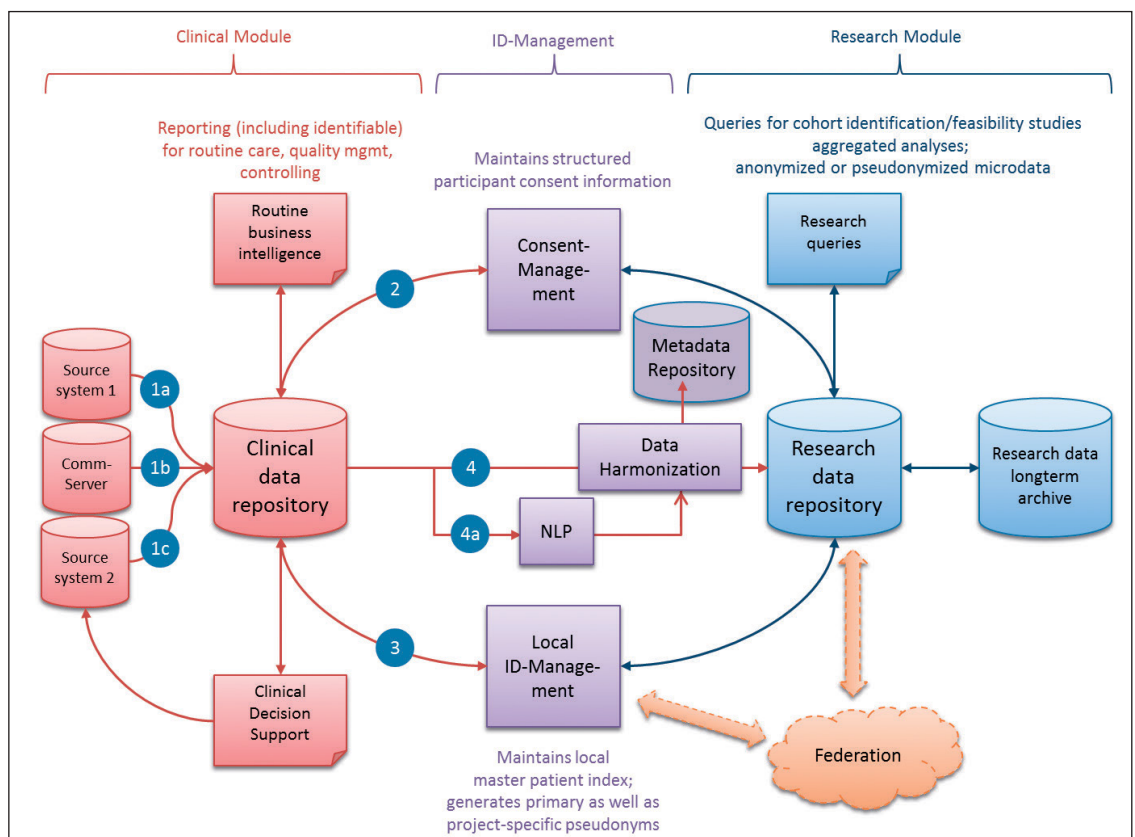 Clinical Module
ID-Management
Research Module
Reporting (including identifiable)
for routine care, quality mgmt,
controlling
Maintains structured
participant consent information
Queries for cohort identification/feasibility studies
aggregated analyses;
anonymized or pseudonymized microdata
Routine
business
intelligence
Consent-
Manage-
ment
Research
queries
2
Metadata
Repository
Source
system 1
1a
Comm-
Server
1b
Source
system 2
1c
Clinical
data
repository
4
Data
Harmonization
4a
NLP
Research
data
repository
Research data
longterm
archive
3
Local
ID-Manage-
ment
Clinical
Decision
Support
Federation
Maintains local
master patient index;
generates primary as well as
project-specific pseudonyms